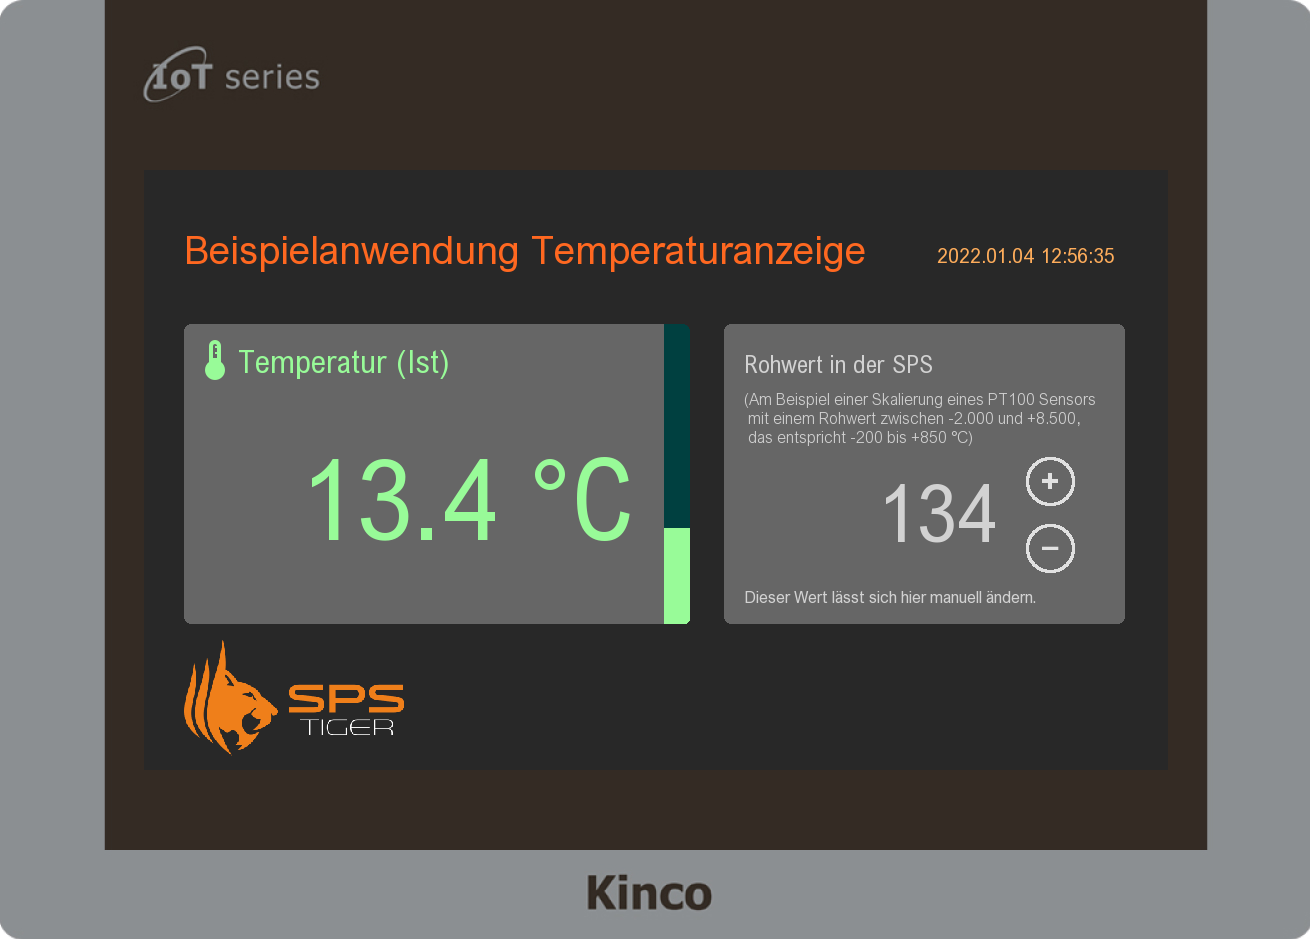 IoT series
Beispielanwendung Temperaturanzeige
2022.01.04 12:56:35
Temperatur (Ist)
13.4 °C
Rohwert in der SPS
(Am Beispiel einer Skalierung eines PT100 Sensors
mit einem Rohwert zwischen -2.000 und +8.500,
das entspricht -200 bis +850 °C)
134
+
−
Dieser Wert lässt sich hier manuell ändern.
SPS
TIGER
Kinco